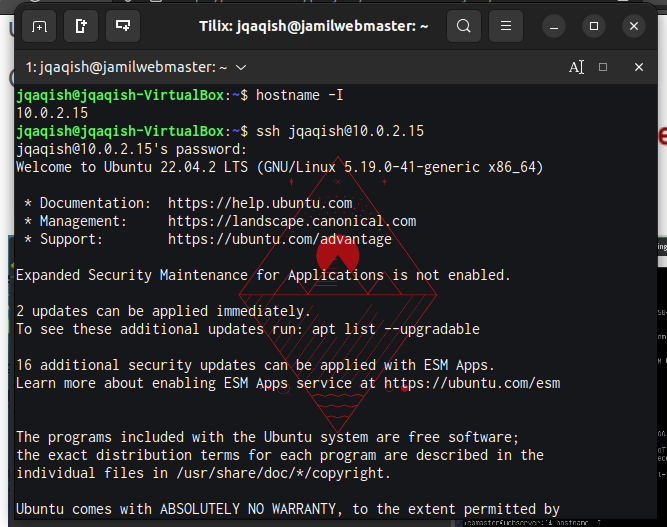 Tilix: jqaqish@jamilwebmaster: ~
1: jqaqish@jamilwebmaster: ~
jqaqish@jqaqish-VirtualBox:~$ hostname -I
10.0.2.15
jqaqish@jqaqish-VirtualBox:~$ ssh jqaqish@10.0.2.15
jqaqish@10.0.2.15's password:
Welcome to Ubuntu 22.04.2 LTS (GNU/Linux 5.19.0-41-generic x86_64)
* Documentation:  https://help.ubuntu.com
* Management:     https://landscape.canonical.com
* Support:        https://ubuntu.com/advantage
Expanded Security Maintenance for Applications is not enabled.
2 updates can be applied immediately.
To see these additional updates run: apt list --upgradable
16 additional security updates can be applied with ESM Apps.
Learn more about enabling ESM Apps service at https://ubuntu.com/esm
The programs included with the Ubuntu system are free software;
the exact distribution terms for each program are described in the
individual files in /usr/share/doc/*/copyright.
Ubuntu comes with ABSOLUTELY NO WARRANTY, to the extent permitted by